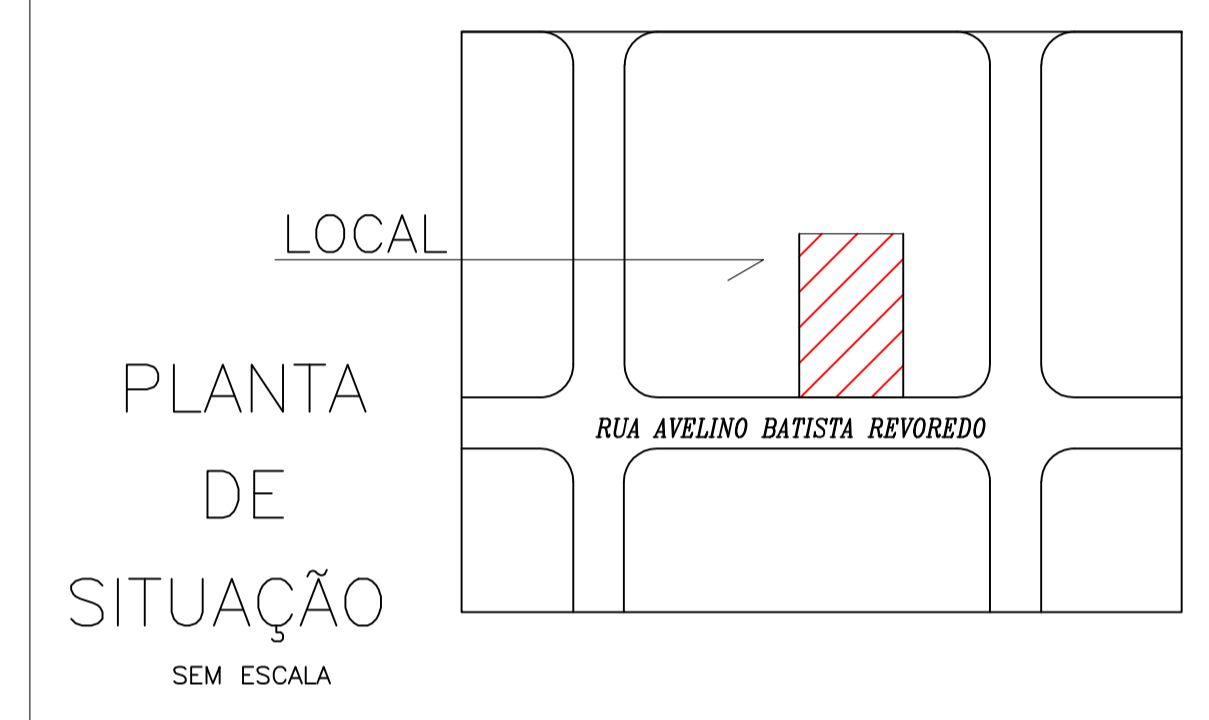 LOCAL
PLANTA
DE
SITUAÇÃO
SEM ESCALA
RUA AVELINO BATISTA REVOREDO